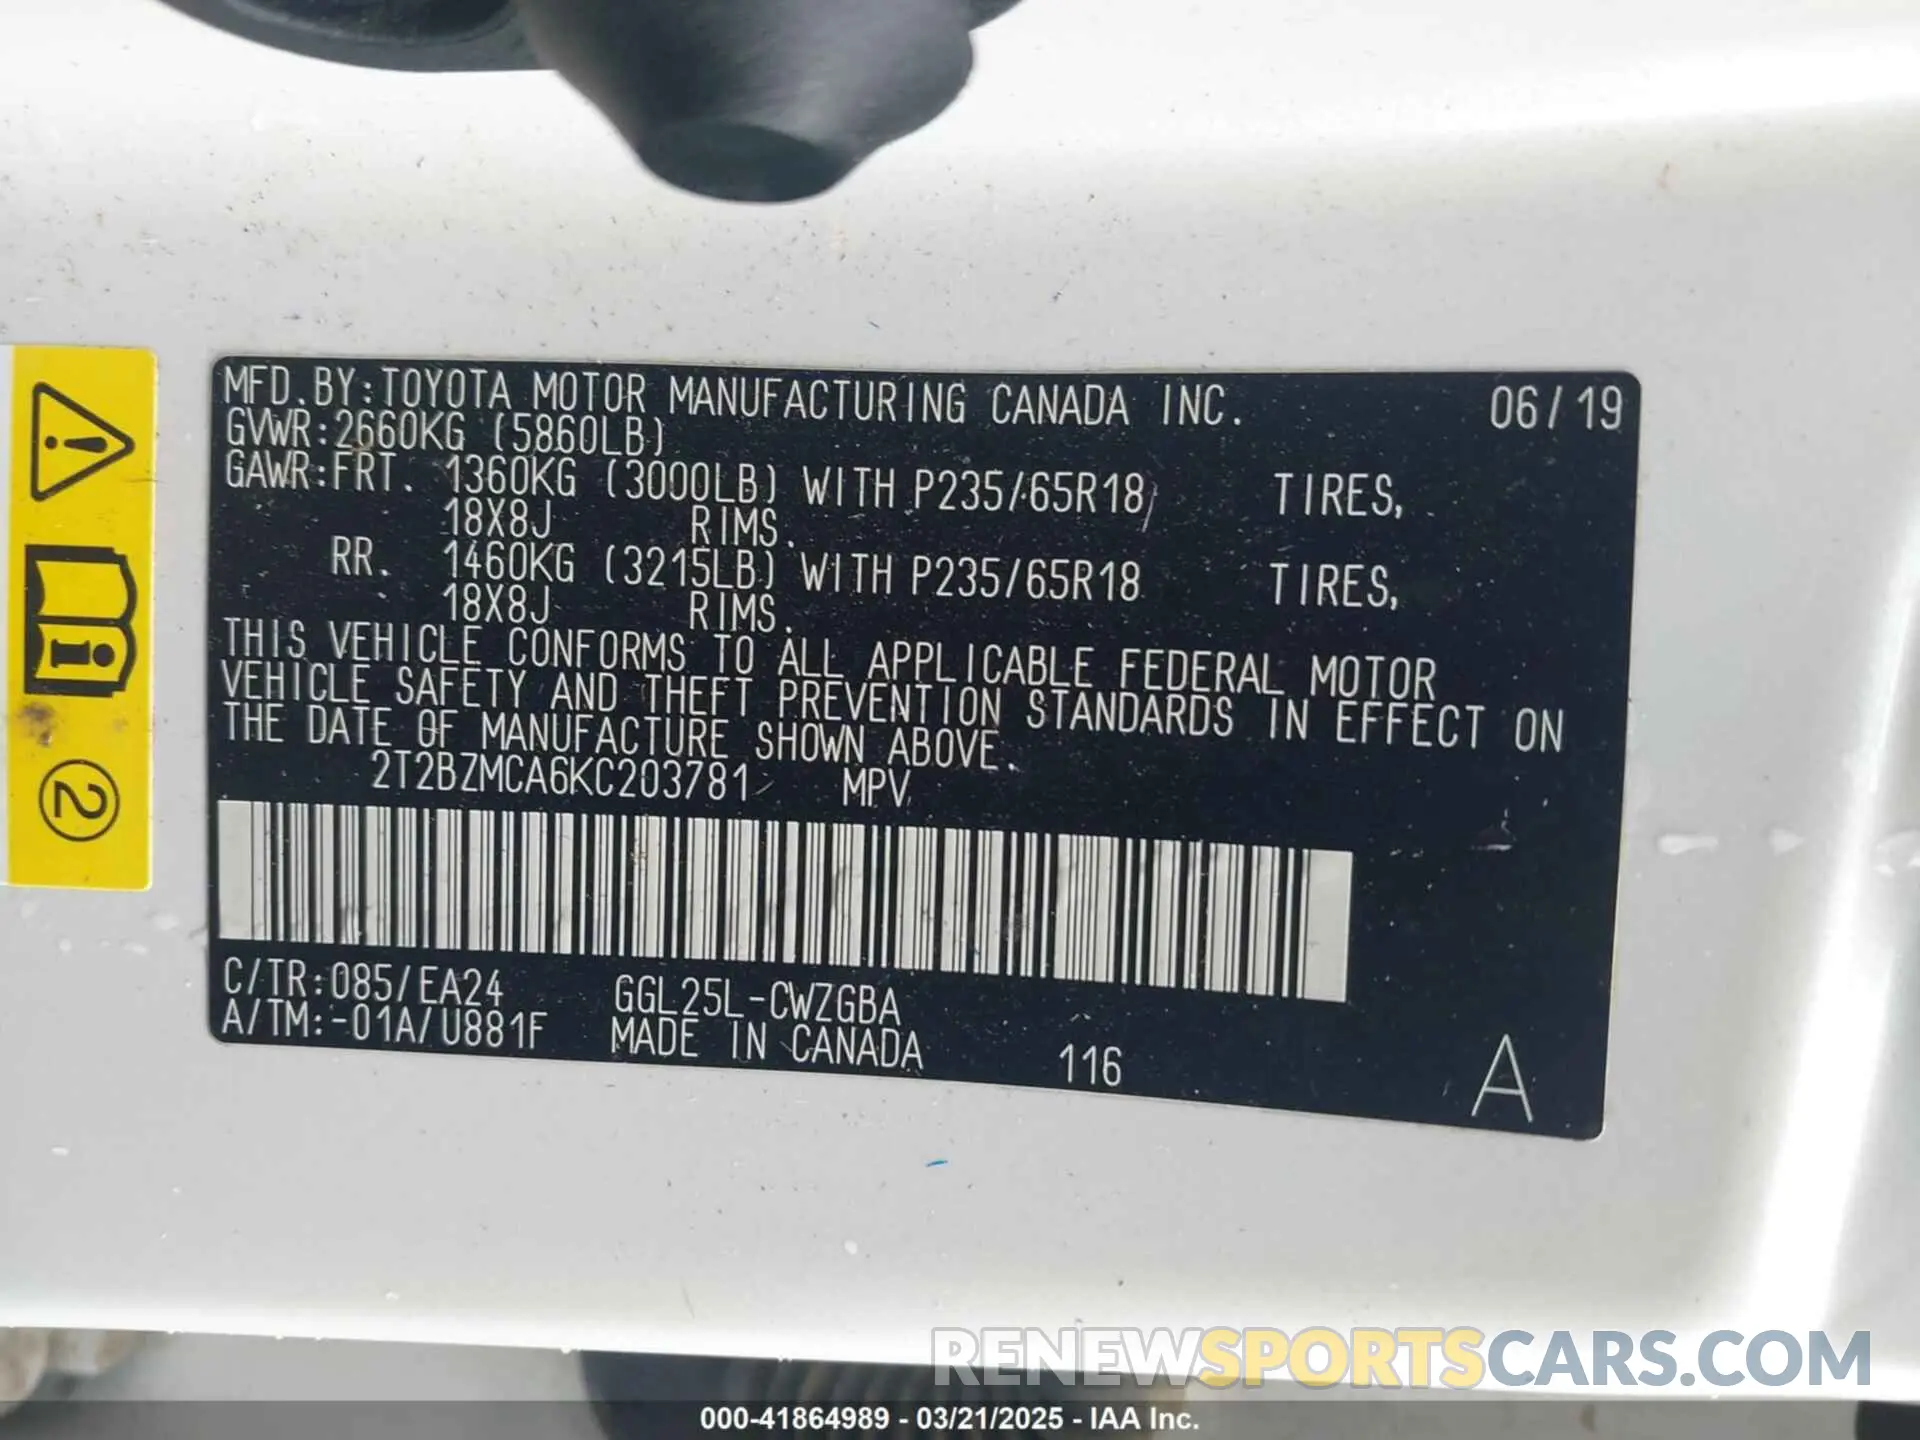 MFD.BY:TOYOTA MOTOR MANUFACTURING CANADA INC. 06/19
GVWR:2660KG (5860LB)
GAWR:FRT. 1360KG (3000LB) WITH P235/65R18 TIRES,
18X8J RIMS.
RR. 1460KG (3215LB) WITH P235/65R18 TIRES,
18X8J RIMS.
THIS VEHICLE CONFORMS TO ALL APPLICABLE FEDERAL MOTOR
VEHICLE SAFETY AND THEFT PREVENTION STANDARDS IN EFFECT ON
THE DATE OF MANUFACTURE SHOWN ABOVE.
2T2BZMCA6KC203781 MPV
C/TR:085/EA24 GGL25L-CWZGBA
A/TM:-01A/U881F MADE IN CANADA 116 A
2
RENEWSPORTSCARS.COM
000-41864989 - 03/21/2025 - IAA Inc.